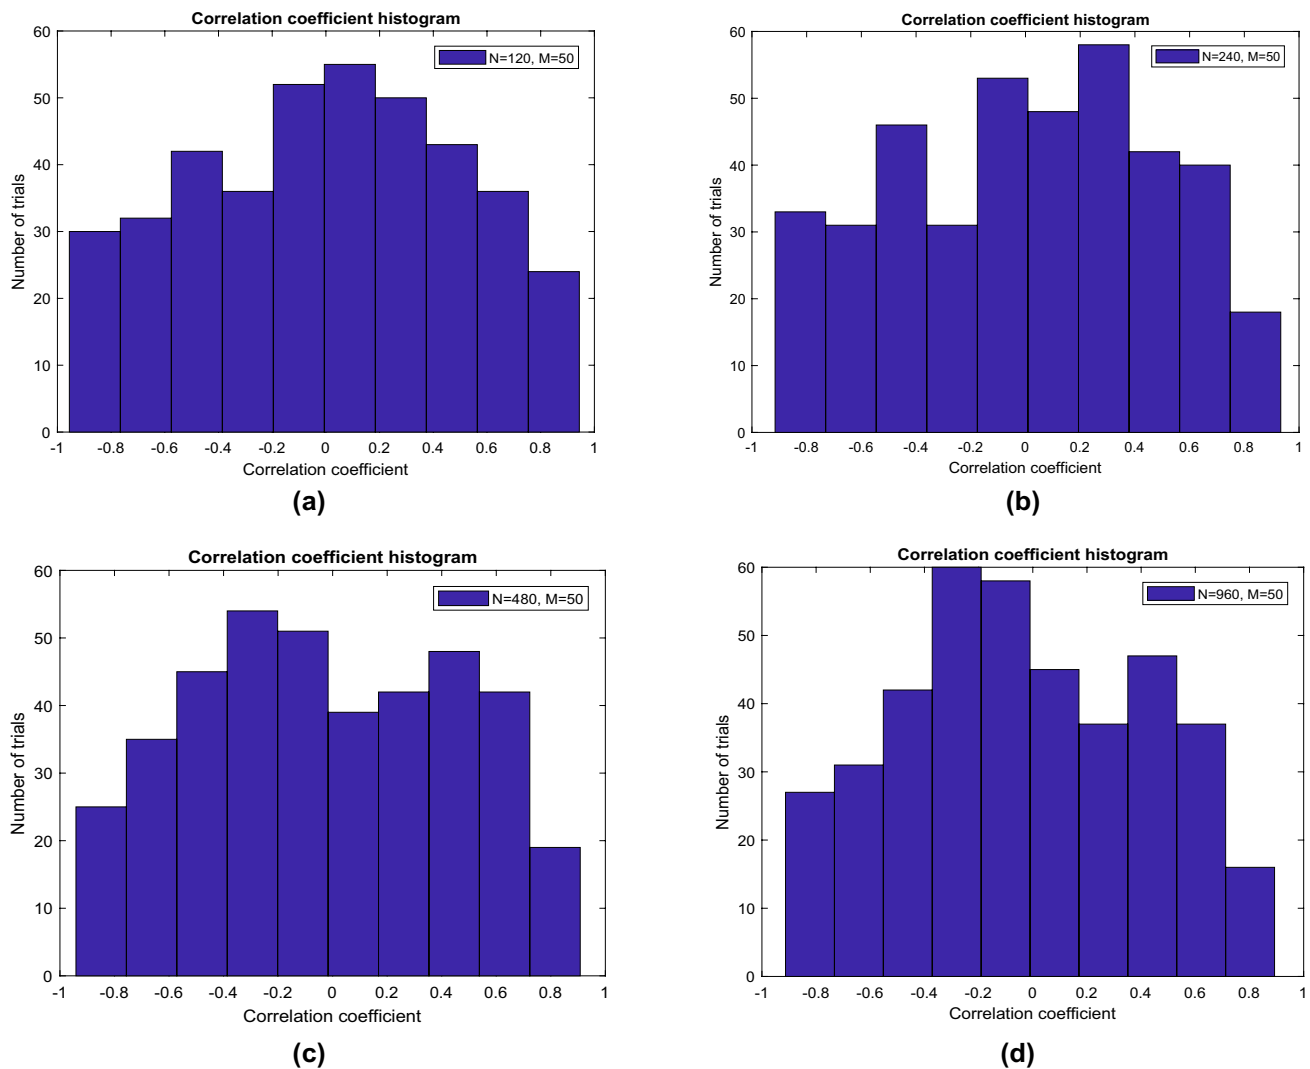 Correlation coefficient histogram
60
50
40
30
20
10
0
Number of trials
N=120, M=50
-1 -0.8 -0.6 -0.4 -0.2 0 0.2 0.4 0.6 0.8 1
Correlation coefficient
(a)
Correlation coefficient histogram
60
50
40
30
20
10
0
Number of trials
N=240, M=50
-1 -0.8 -0.6 -0.4 -0.2 0 0.2 0.4 0.6 0.8 1
Correlation coefficient
(b)
Correlation coefficient histogram
60
50
40
30
20
10
0
Number of trials
N=480, M=50
-1 -0.8 -0.6 -0.4 -0.2 0 0.2 0.4 0.6 0.8 1
Correlation coefficient
(c)
Correlation coefficient histogram
60
50
40
30
20
10
0
Number of trials
N=960, M=50
-1 -0.8 -0.6 -0.4 -0.2 0 0.2 0.4 0.6 0.8 1
Correlation coefficient
(d)